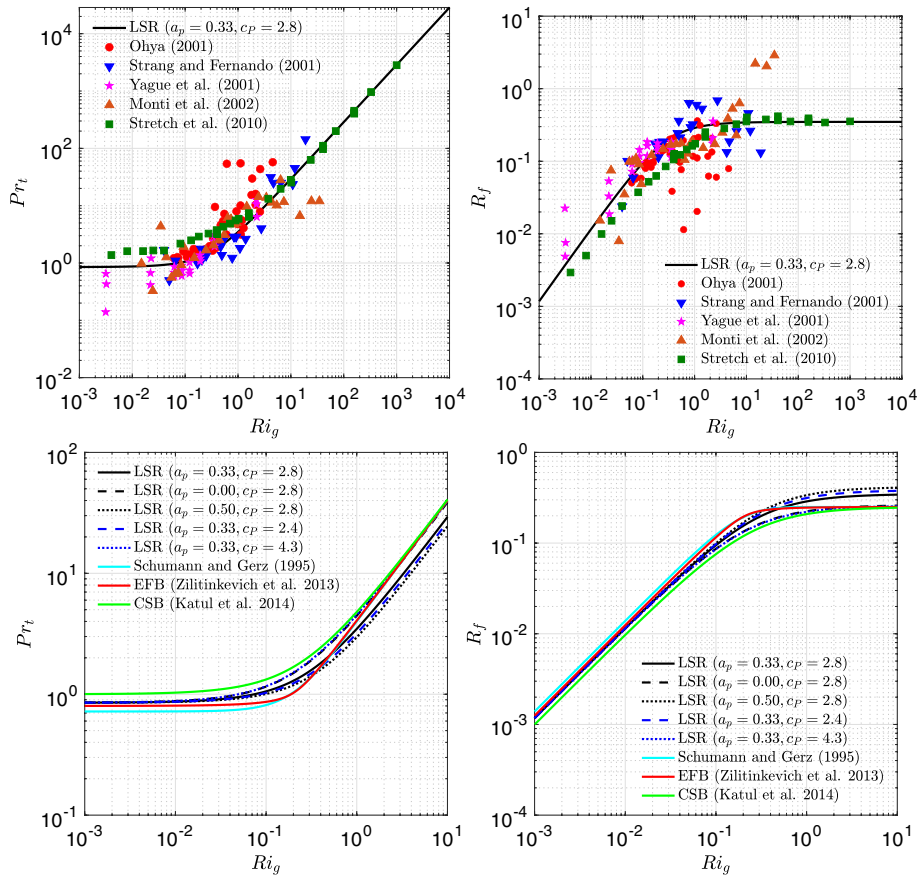 10^4
10^2
10^0
10^-2
Pr_t
LSR (a_p = 0.33, c_P = 2.8)
Ohya (2001)
Strang and Fernando (2001)
Yague et al. (2001)
Monti et al. (2002)
Stretch et al. (2010)
10^-3 10^-2 10^-1 10^0 10^1 10^2 10^3 10^4
Ri_g
10^1
10^0
10^-1
10^-2
10^-3
10^-4
R_f
LSR (a_p = 0.33, c_P = 2.8)
Ohya (2001)
Strang and Fernando (2001)
Yague et al. (2001)
Monti et al. (2002)
Stretch et al. (2010)
10^-3 10^-2 10^-1 10^0 10^1 10^2 10^3 10^4
Ri_g
10^2
10^1
10^0
10^-1
Pr_t
LSR (a_p = 0.33, c_P = 2.8)
LSR (a_p = 0.00, c_P = 2.8)
LSR (a_p = 0.50, c_P = 2.8)
LSR (a_p = 0.33, c_P = 2.4)
LSR (a_p = 0.33, c_P = 4.3)
Schumann and Gerz (1995)
EFB (Zilitinkevich et al. 2013)
CSB (Katul et al. 2014)
10^-3 10^-2 10^-1 10^0 10^1
Ri_g
10^0
10^-1
10^-2
10^-3
10^-4
R_f
LSR (a_p = 0.33, c_P = 2.8)
LSR (a_p = 0.00, c_P = 2.8)
LSR (a_p = 0.50, c_P = 2.8)
LSR (a_p = 0.33, c_P = 2.4)
LSR (a_p = 0.33, c_P = 4.3)
Schumann and Gerz (1995)
EFB (Zilitinkevich et al. 2013)
CSB (Katul et al. 2014)
10^-3 10^-2 10^-1 10^0 10^1
Ri_g